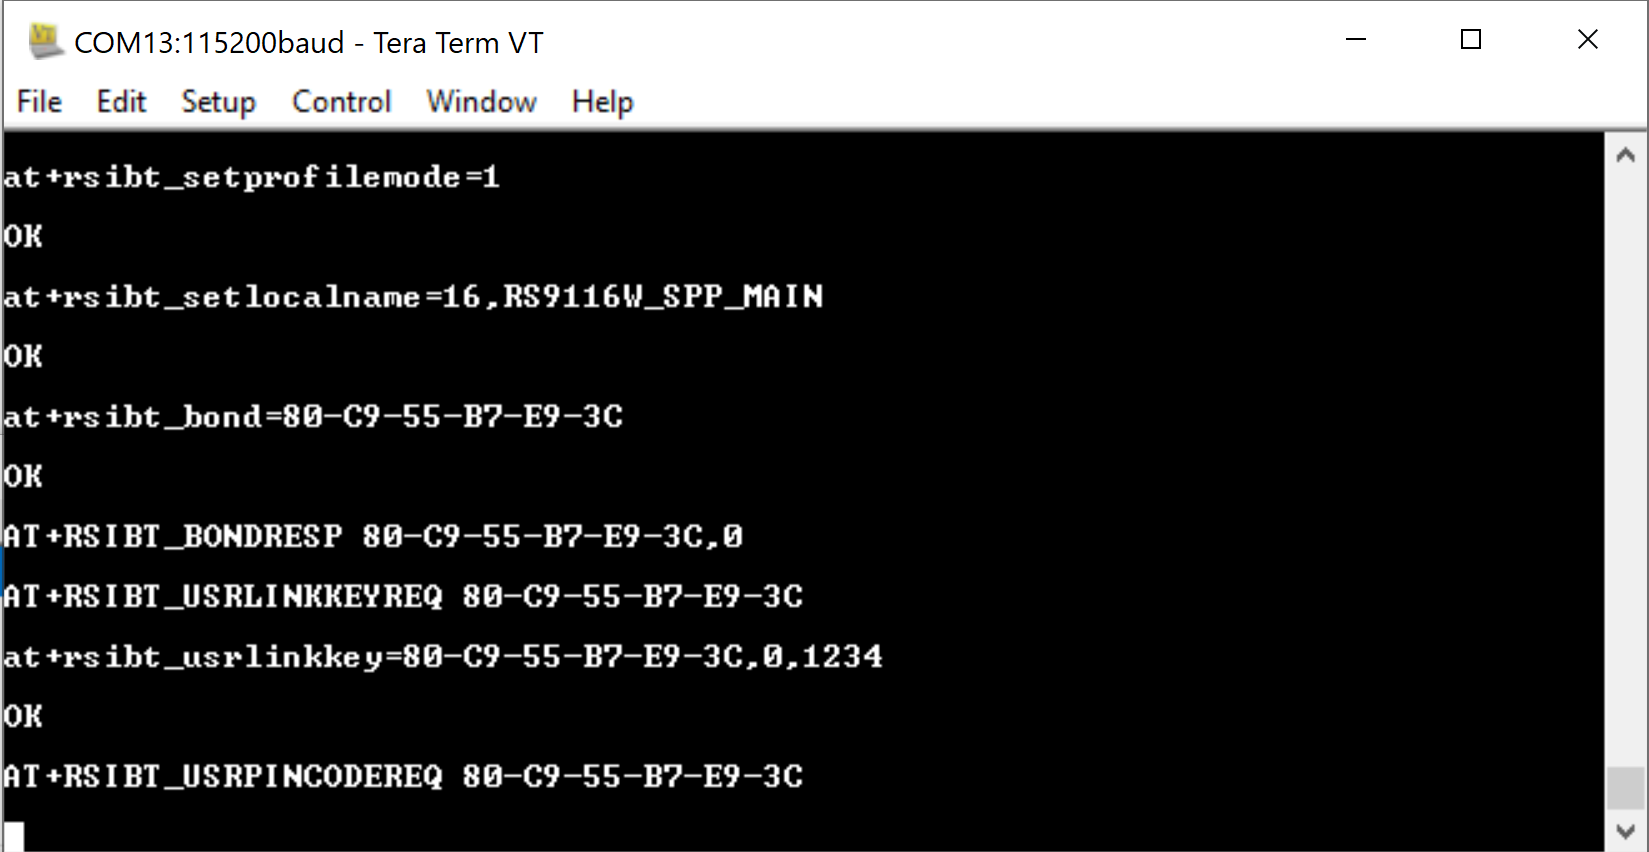 COM13:115200baud - Tera Term VT
File Edit Setup Control Window Help
at+rsibt_setprofilemode=1
OK
at+rsibt_setlocalname=16,RS9116W_SPP_MAIN
OK
at+rsibt_bond=80-C9-55-B7-E9-3C
OK
AT+RSIBT_BONDRESP 80-C9-55-B7-E9-3C,0
AT+RSIBT_USRLINKKEYREQ 80-C9-55-B7-E9-3C
at+rsibt_usrlinkkey=80-C9-55-B7-E9-3C,0,1234
OK
AT+RSIBT_USRPINCODEREQ 80-C9-55-B7-E9-3C